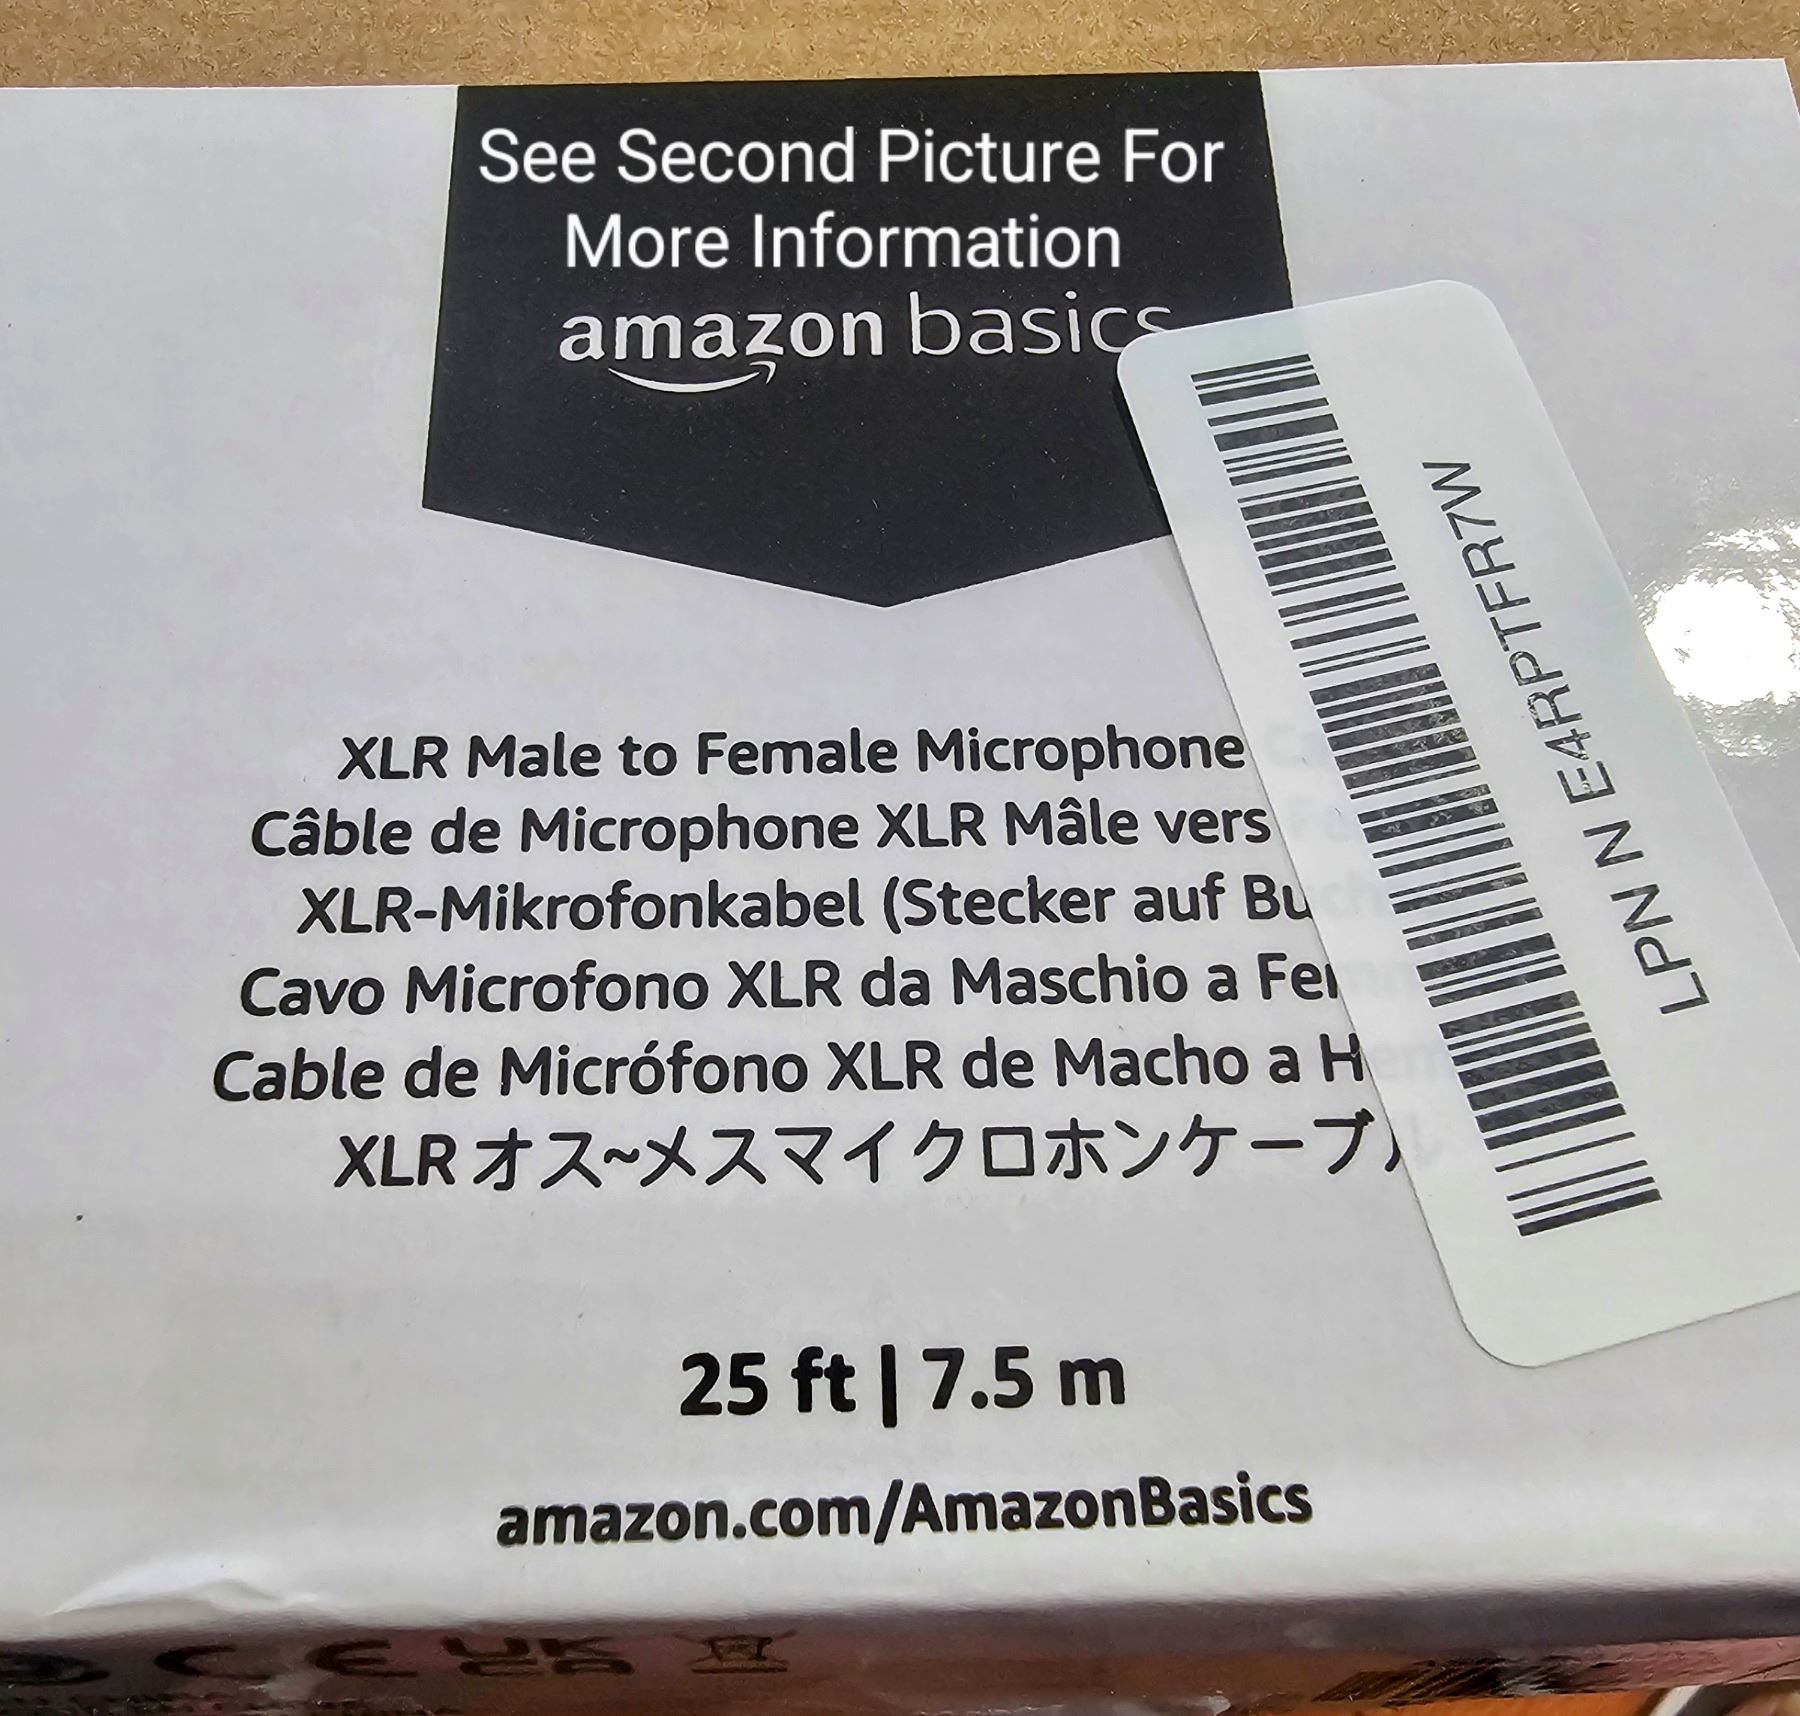 See Second Picture For
More Information
amazon basics
XLR Male to Female Microphone
Câble de Microphone XLR Mâle vers
XLR-Mikrofonkabel (Stecker auf
Cavo Microfono XLR da Maschio a
Cable de Micrófono XLR de Macho a
XLR オス~メスマイクロホンケーブル
25 ft | 7.5 m
amazon.com/AmazonBasics
LPN N E4RPTFR7W